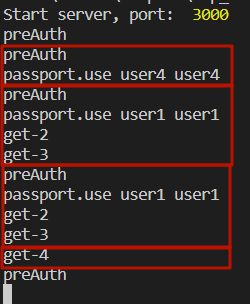 Start server, port:  3000
preAuth
preAuth
passport.use user4 user4
preAuth
passport.use user1 user1
get-2
get-3
preAuth
passport.use user1 user1
get-2
get-3
get-4
preAuth